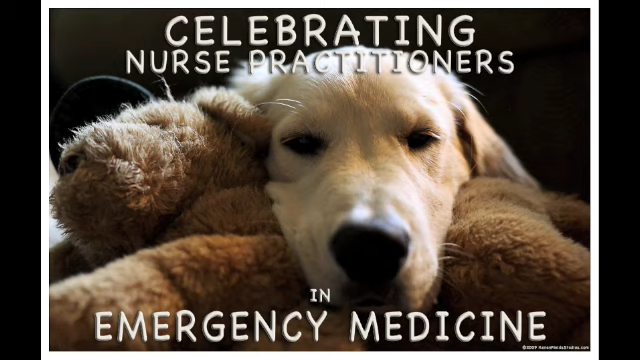 CELEBRATING
NURSE PRACTITIONERS
IN
EMERGENCY MEDICINE